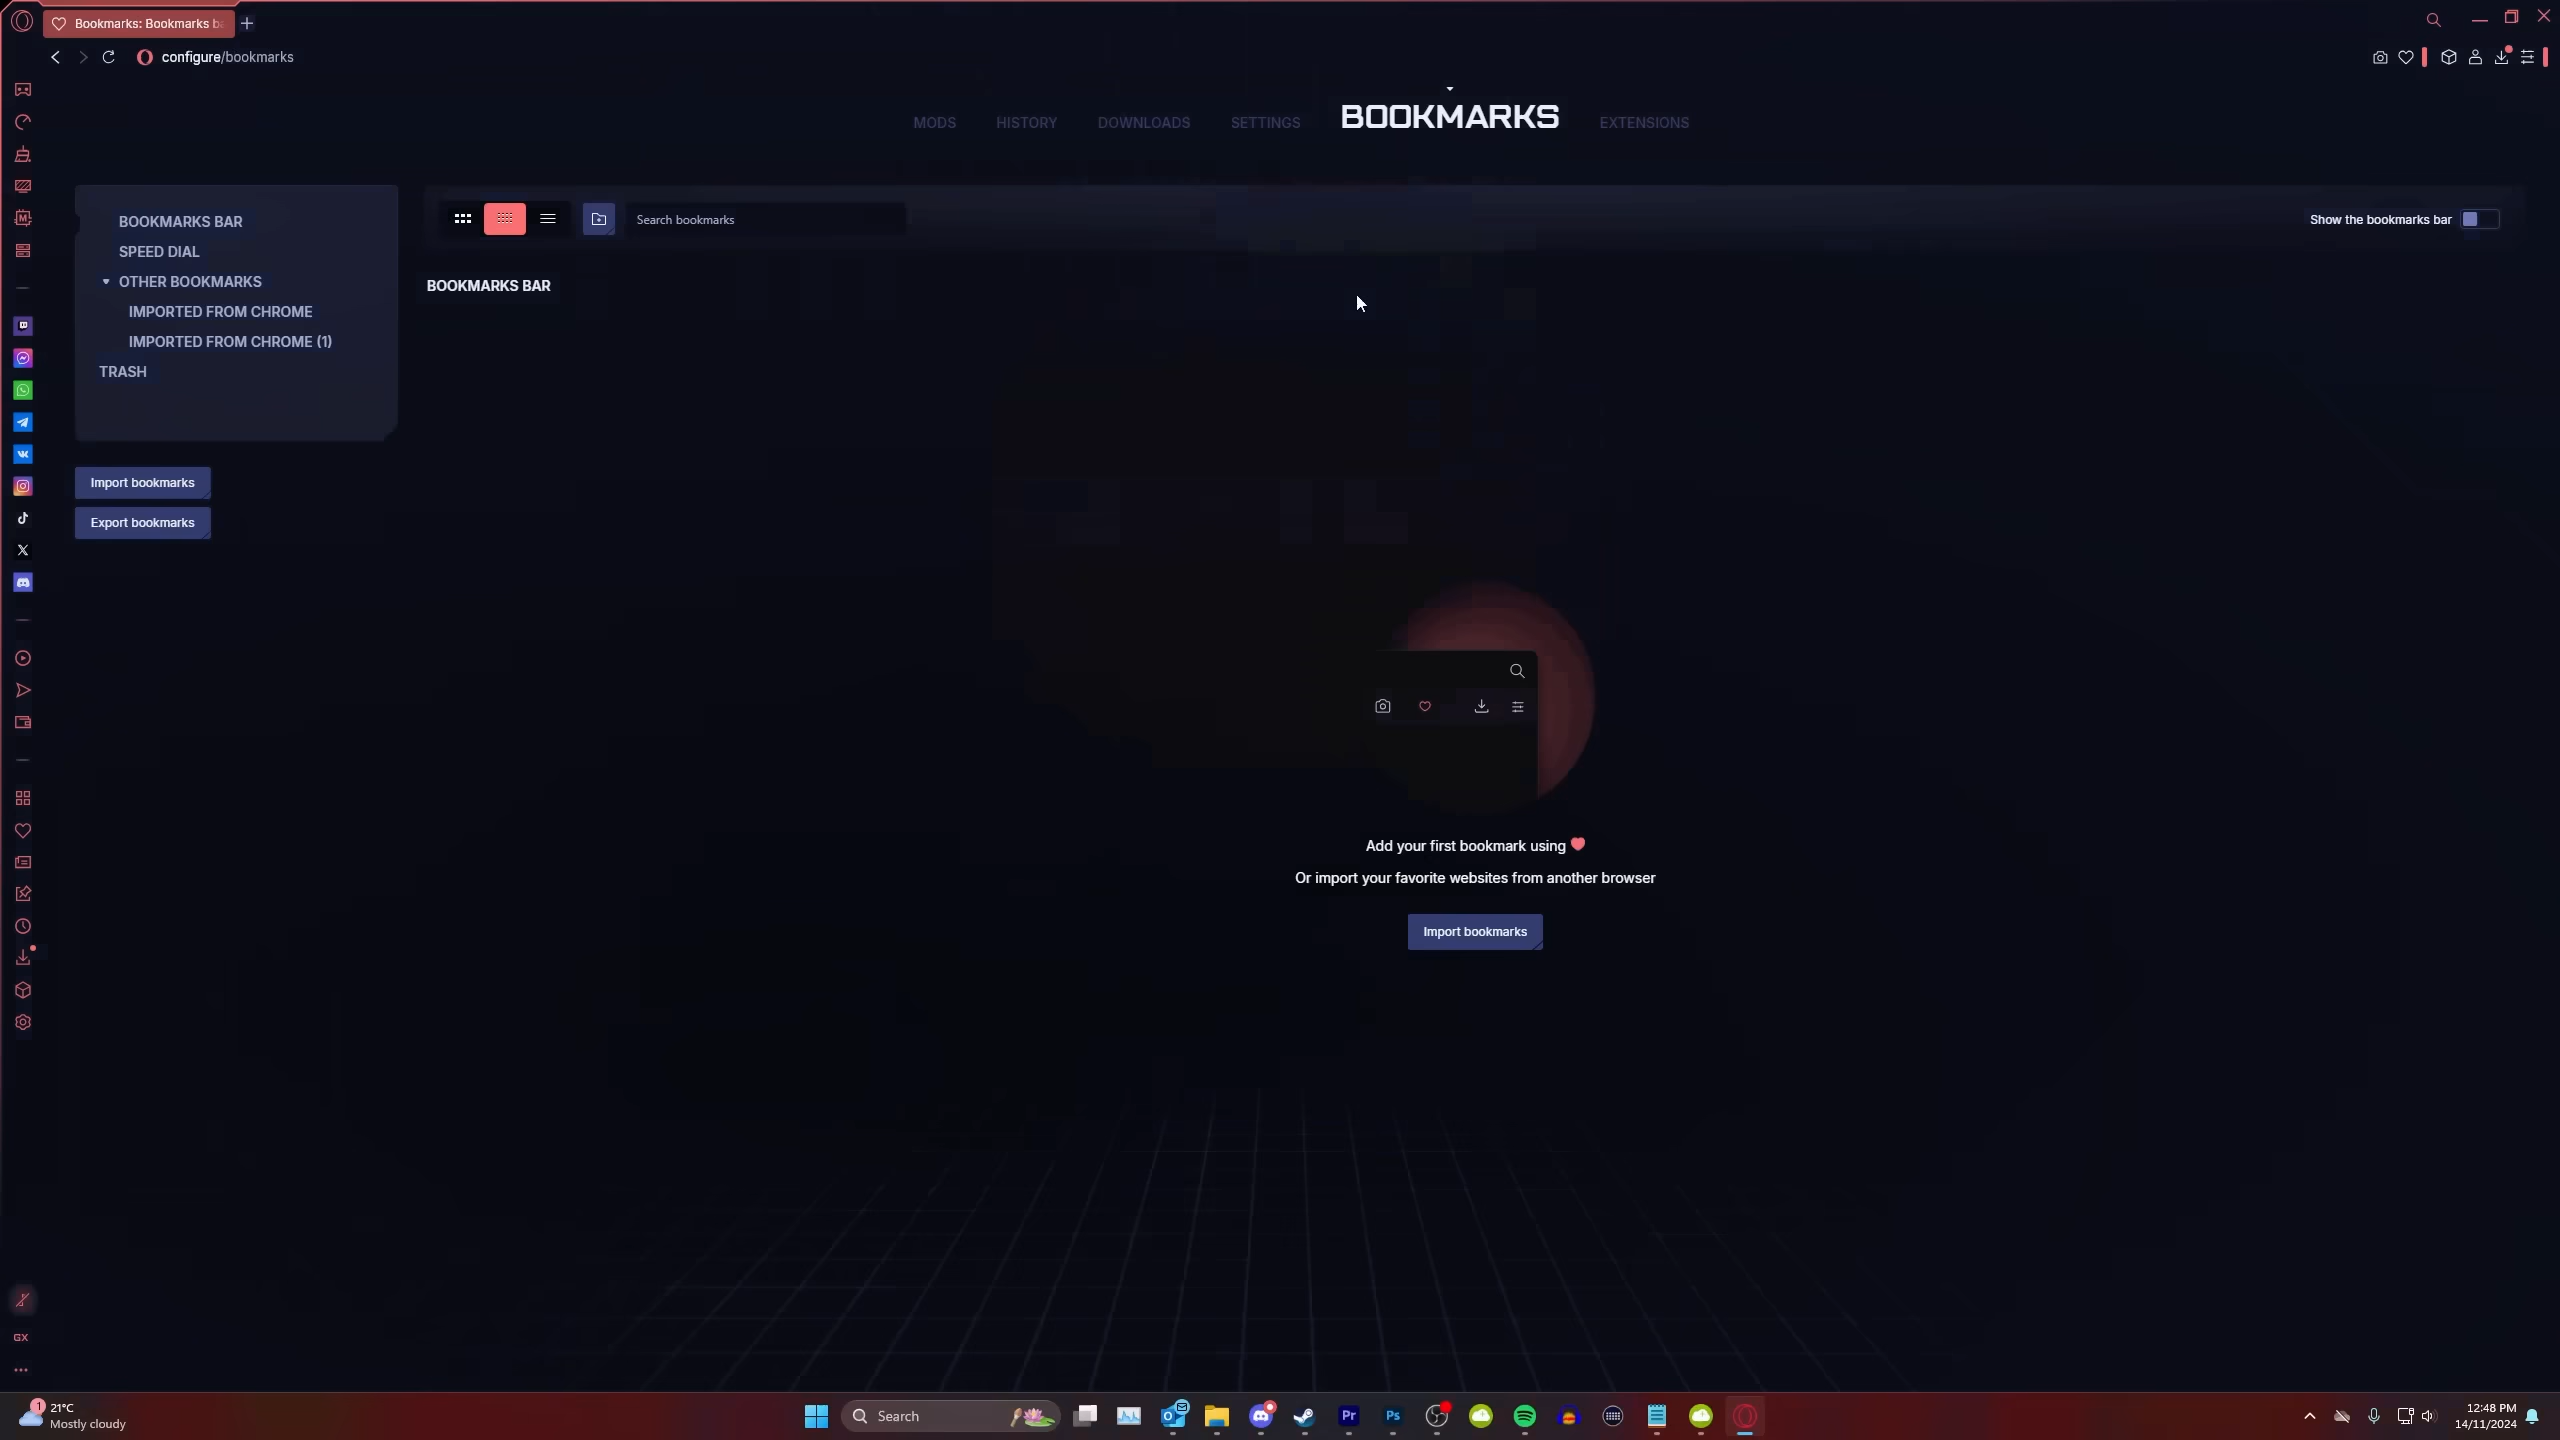 Bookmarks: Bookmarks b
configure/bookmarks
MODS
HISTORY
DOWNLOADS
SETTINGS
BOOKMARKS
EXTENSIONS
BOOKMARKS BAR
SPEED DIAL
OTHER BOOKMARKS
IMPORTED FROM CHROME
IMPORTED FROM CHROME (1)
TRASH
Import bookmarks
Export bookmarks
Search bookmarks
Show the bookmarks bar
BOOKMARKS BAR
Add your first bookmark using
Or import your favorite websites from another browser
Import bookmarks
GX
1
21°C
Mostly cloudy
Search
Pr
Ps
12:48 PM
14/11/2024